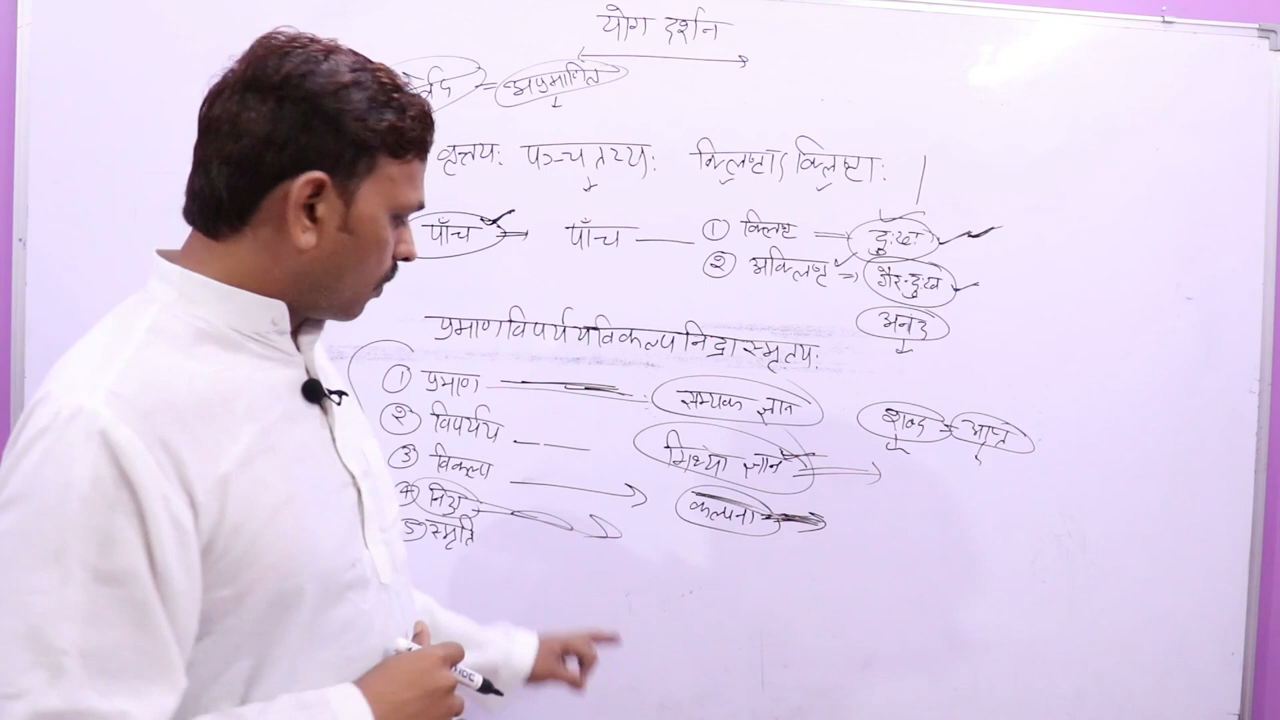 योग दर्शन
= अप्रमाणित
वृत्तयः पञ्चतय्यः क्लिष्टाऽक्लिष्टाः |
पाँच → पाँच — ① क्लिष्ट = दुःख
② अक्लिष्ट ⇒ गैर-दुःख
अनंद
प्रमाणविपर्ययविकल्पनिद्रास्मृतयः
① प्रमाण — सम्यक ज्ञान
② विपर्यय — मिथ्या ज्ञान → शब्द = आप्त
③ विकल्प → कल्पना
④ निद्रा
5 स्मृति